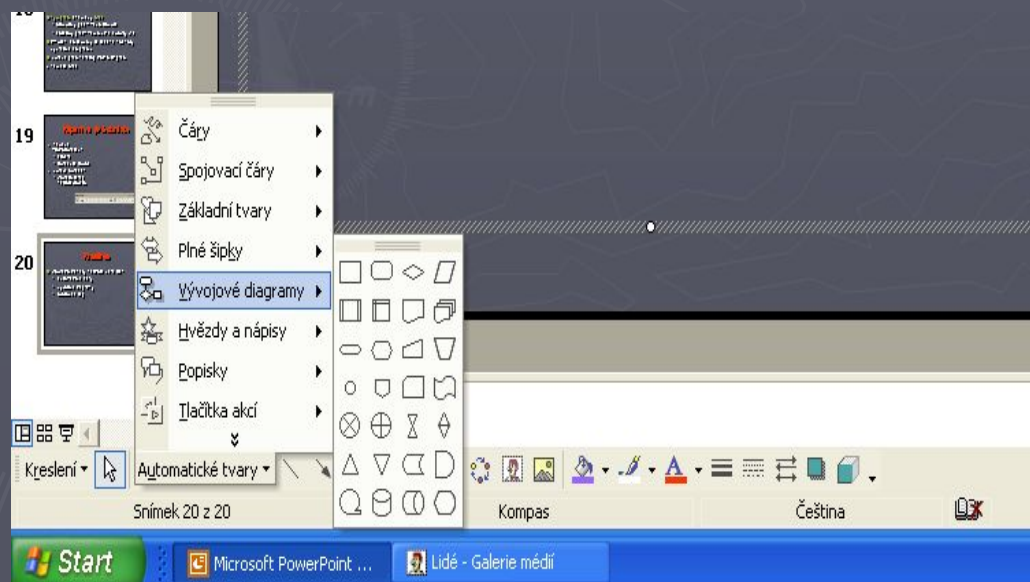 19
20
Čáry
Spojovací čáry
Základní tvary
Plné šipky
Vývojové diagramy
Hvězdy a nápisy
Popisky
Tlačítka akcí
Kreslení
Automatické tvary
Snímek 20 z 20
Kompas
Čeština
Start
Microsoft PowerPoint ...
Lidé - Galerie médií